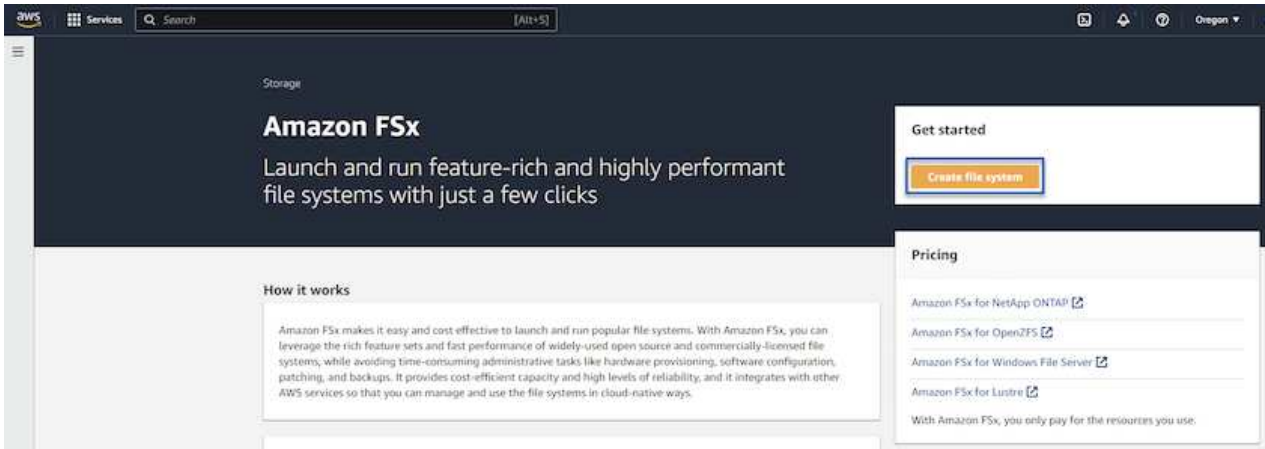 aws
Services
Search
[Alt+S]
Oregon
Storage
Amazon FSx
Launch and run feature-rich and highly performant
file systems with just a few clicks
Get started
Create file system
Pricing
Amazon FSx for NetApp ONTAP
Amazon FSx for OpenZFS
Amazon FSx for Windows File Server
Amazon FSx for Lustre
With Amazon FSx, you only pay for the resources you use.
How it works
Amazon FSx makes it easy and cost effective to launch and run popular file systems. With Amazon FSx, you can
leverage the rich feature sets and fast performance of widely-used open source and commercially-licensed file
systems, while avoiding time-consuming administrative tasks like hardware provisioning, software configuration,
patching, and backups. It provides cost-efficient capacity and high levels of reliability, and it integrates with other
AWS services so that you can manage and use the file systems in cloud-native ways.